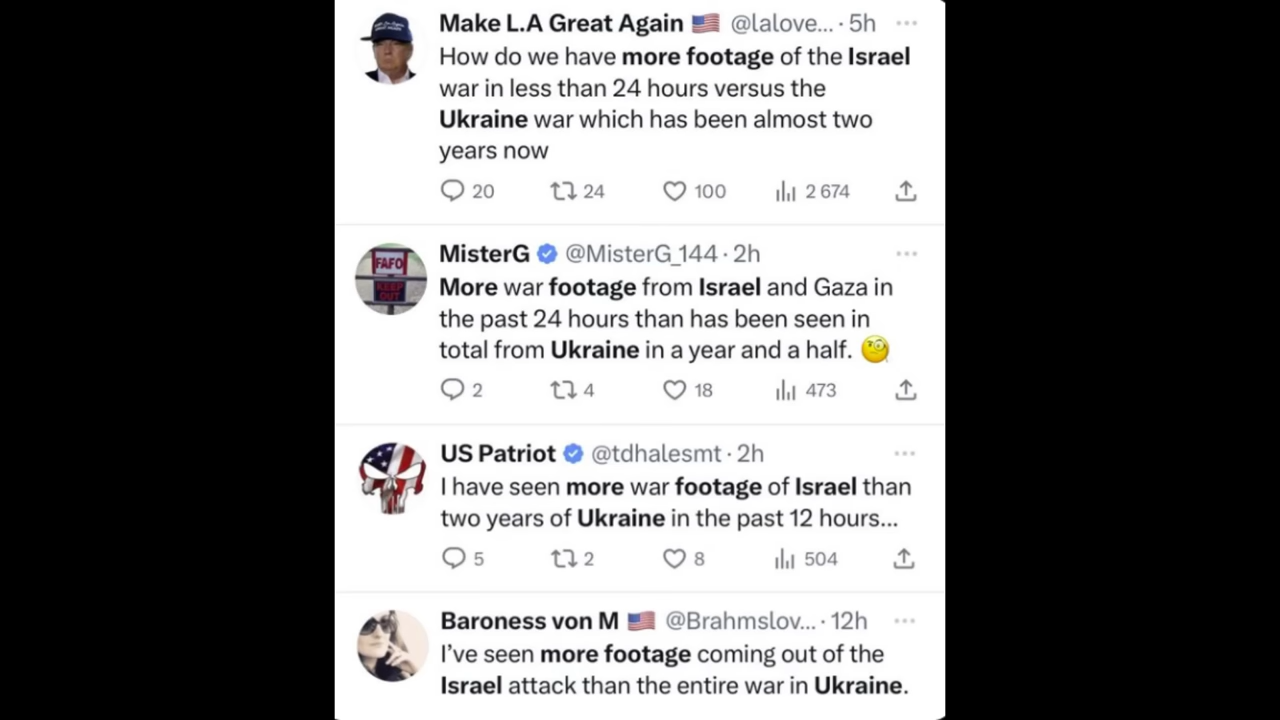 Make L.A Great Again 🇺🇸 @lalove... · 5h
How do we have more footage of the Israel
war in less than 24 hours versus the
Ukraine war which has been almost two
years now
20 24 100 2 674
MisterG @MisterG_144 · 2h
FAFO
KEEP
OUT
More war footage from Israel and Gaza in
the past 24 hours than has been seen in
total from Ukraine in a year and a half. 🧐
2 4 18 473
US Patriot @tdhalesmt · 2h
I have seen more war footage of Israel than
two years of Ukraine in the past 12 hours...
5 2 8 504
Baroness von M 🇺🇸 @Brahmslov... · 12h
I've seen more footage coming out of the
Israel attack than the entire war in Ukraine.